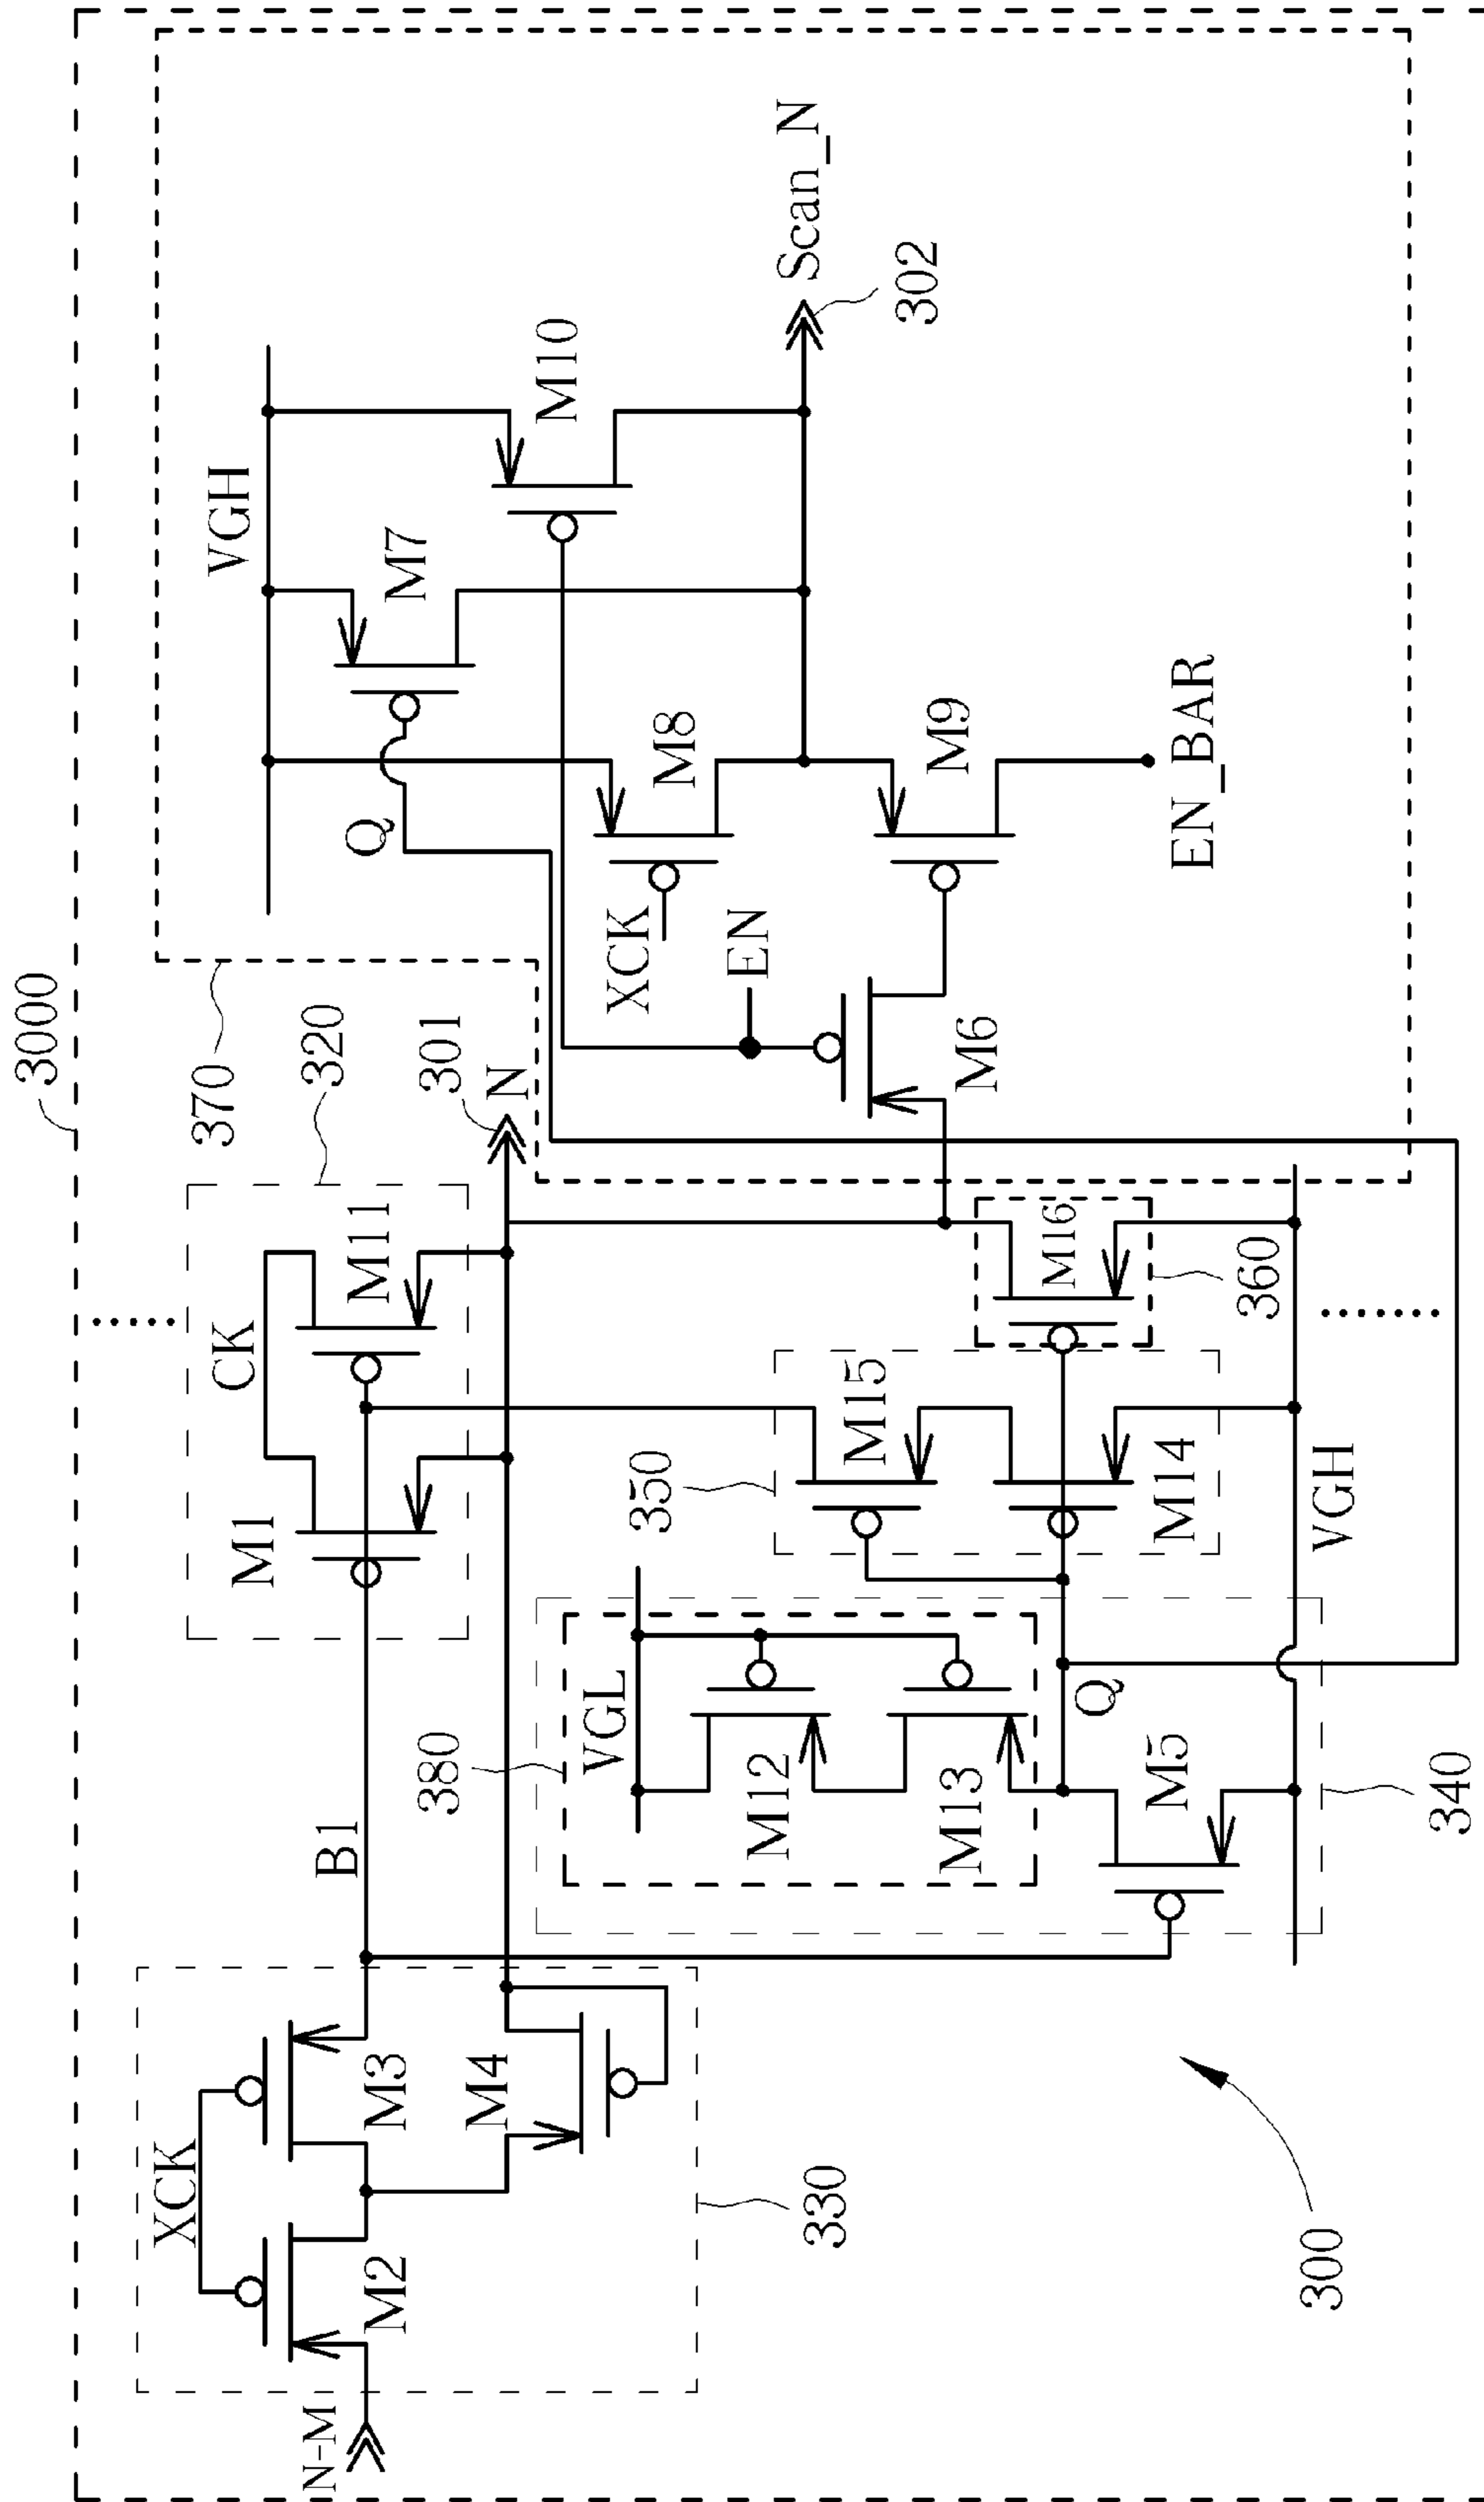 3000
370
320
301
N
VGH
M7
M10
Q
M8
XCK
EN
M6
M9
EN_BAR
Scan_N
302
CK
M1
M11
B1
XCK
M3
M2
M4
N-M
330
380
VGL
M12
M13
350
M15
M14
M16
360
Q
M5
VGH
340
300